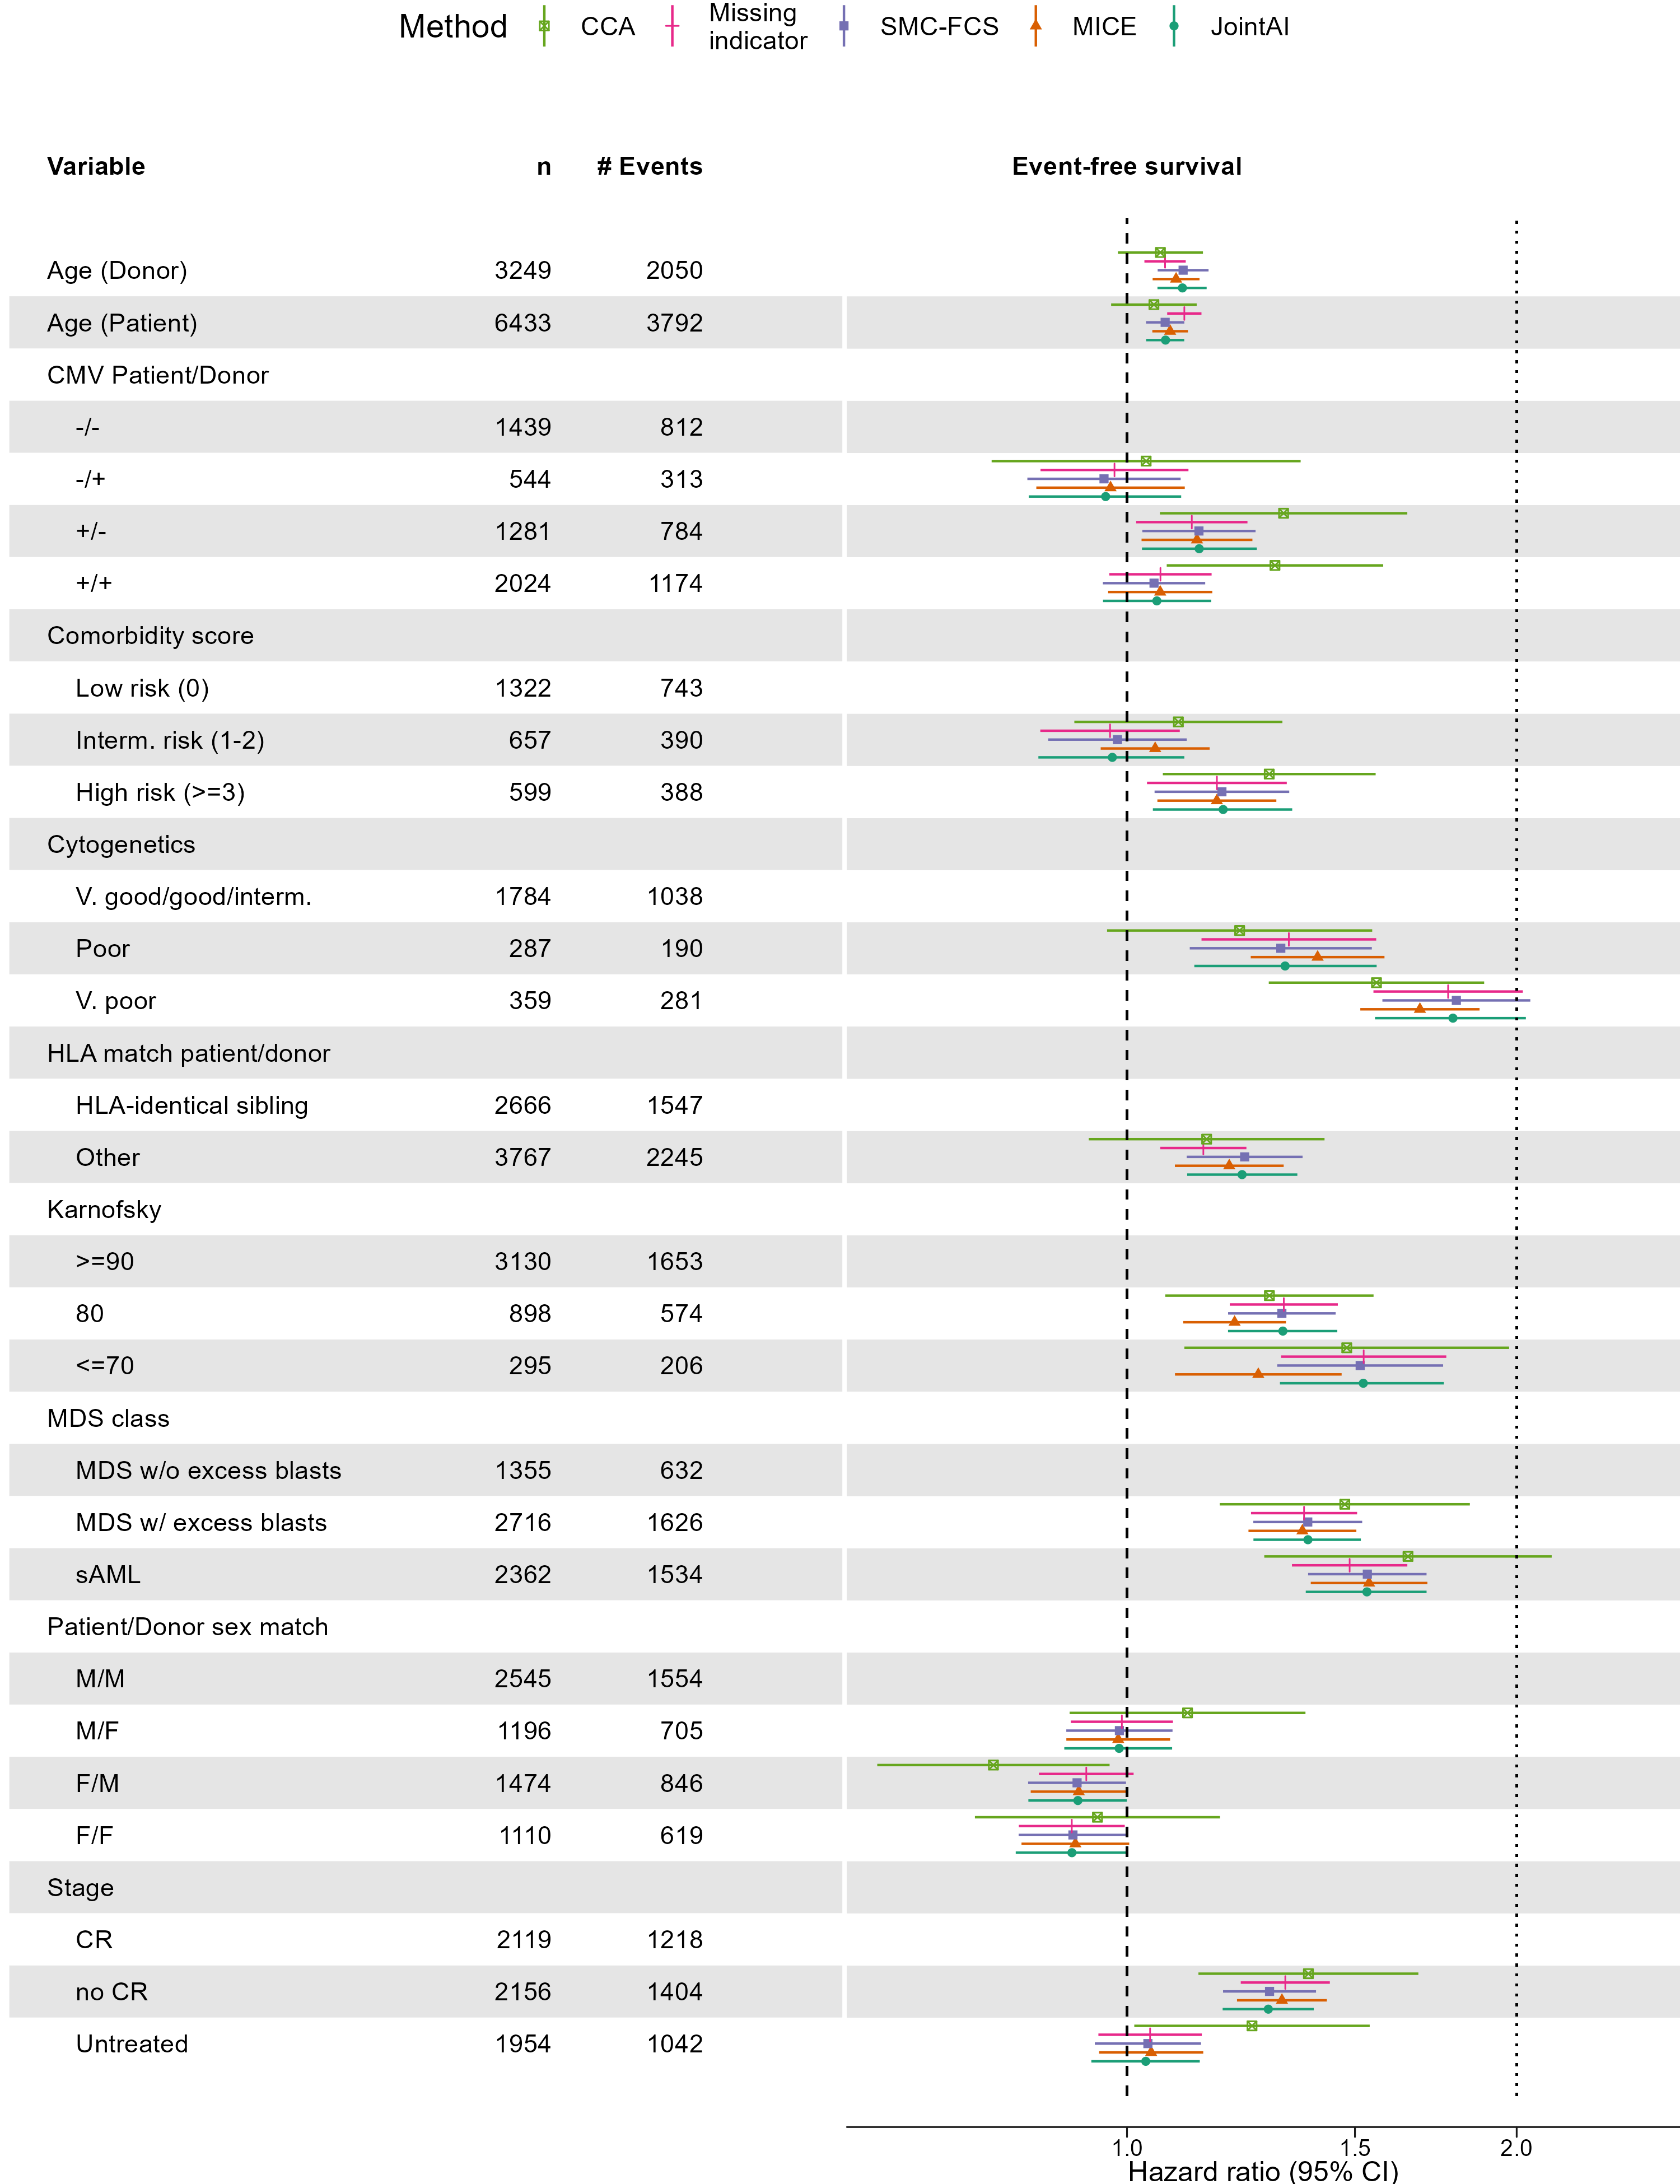 Method CCA Missing indicator SMC-FCS MICE JointAI
Variable n # Events Event-free survival
Age (Donor) 3249 2050
Age (Patient) 6433 3792
CMV Patient/Donor
-/- 1439 812
-/+ 544 313
+/- 1281 784
+/+ 2024 1174
Comorbidity score
Low risk (0) 1322 743
Interm. risk (1-2) 657 390
High risk (>=3) 599 388
Cytogenetics
V. good/good/interm. 1784 1038
Poor 287 190
V. poor 359 281
HLA match patient/donor
HLA-identical sibling 2666 1547
Other 3767 2245
Karnofsky
>=90 3130 1653
80 898 574
<=70 295 206
MDS class
MDS w/o excess blasts 1355 632
MDS w/ excess blasts 2716 1626
sAML 2362 1534
Patient/Donor sex match
M/M 2545 1554
M/F 1196 705
F/M 1474 846
F/F 1110 619
Stage
CR 2119 1218
no CR 2156 1404
Untreated 1954 1042
1.0 1.5 2.0
Hazard ratio (95% CI)